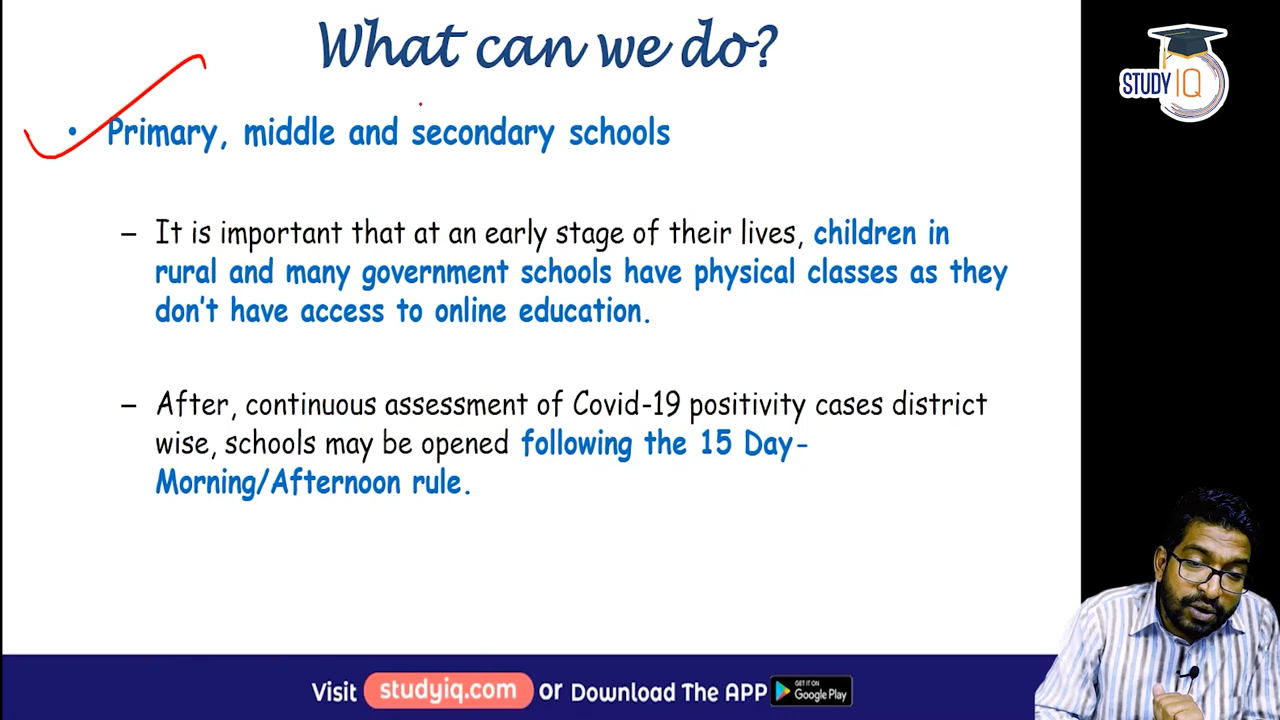 What can we do?
STUDY IQ
• Primary, middle and secondary schools
– It is important that at an early stage of their lives, children in
rural and many government schools have physical classes as they
don't have access to online education.
– After, continuous assessment of Covid-19 positivity cases district
wise, schools may be opened following the 15 Day-
Morning/Afternoon rule.
Visit studyiq.com or Download The APP GET IT ON Google Play